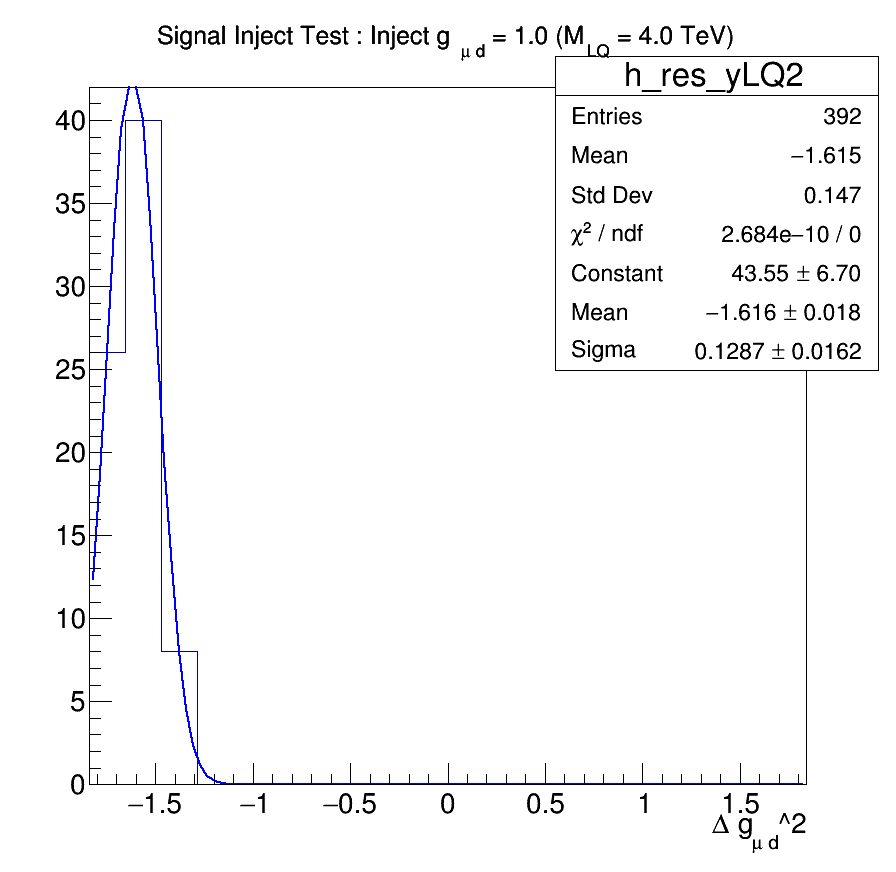 Signal Inject Test : Inject g μ d = 1.0 (M LQ = 4.0 TeV)
h_res_yLQ2
Entries 392
Mean −1.615
Std Dev 0.147
χ² / ndf 2.684e−10 / 0
Constant 43.55 ± 6.70
Mean −1.616 ± 0.018
Sigma 0.1287 ± 0.0162
40
35
30
25
20
15
10
5
0
−1.5 −1 −0.5 0 0.5 1 1.5
Δ g μ d ^2